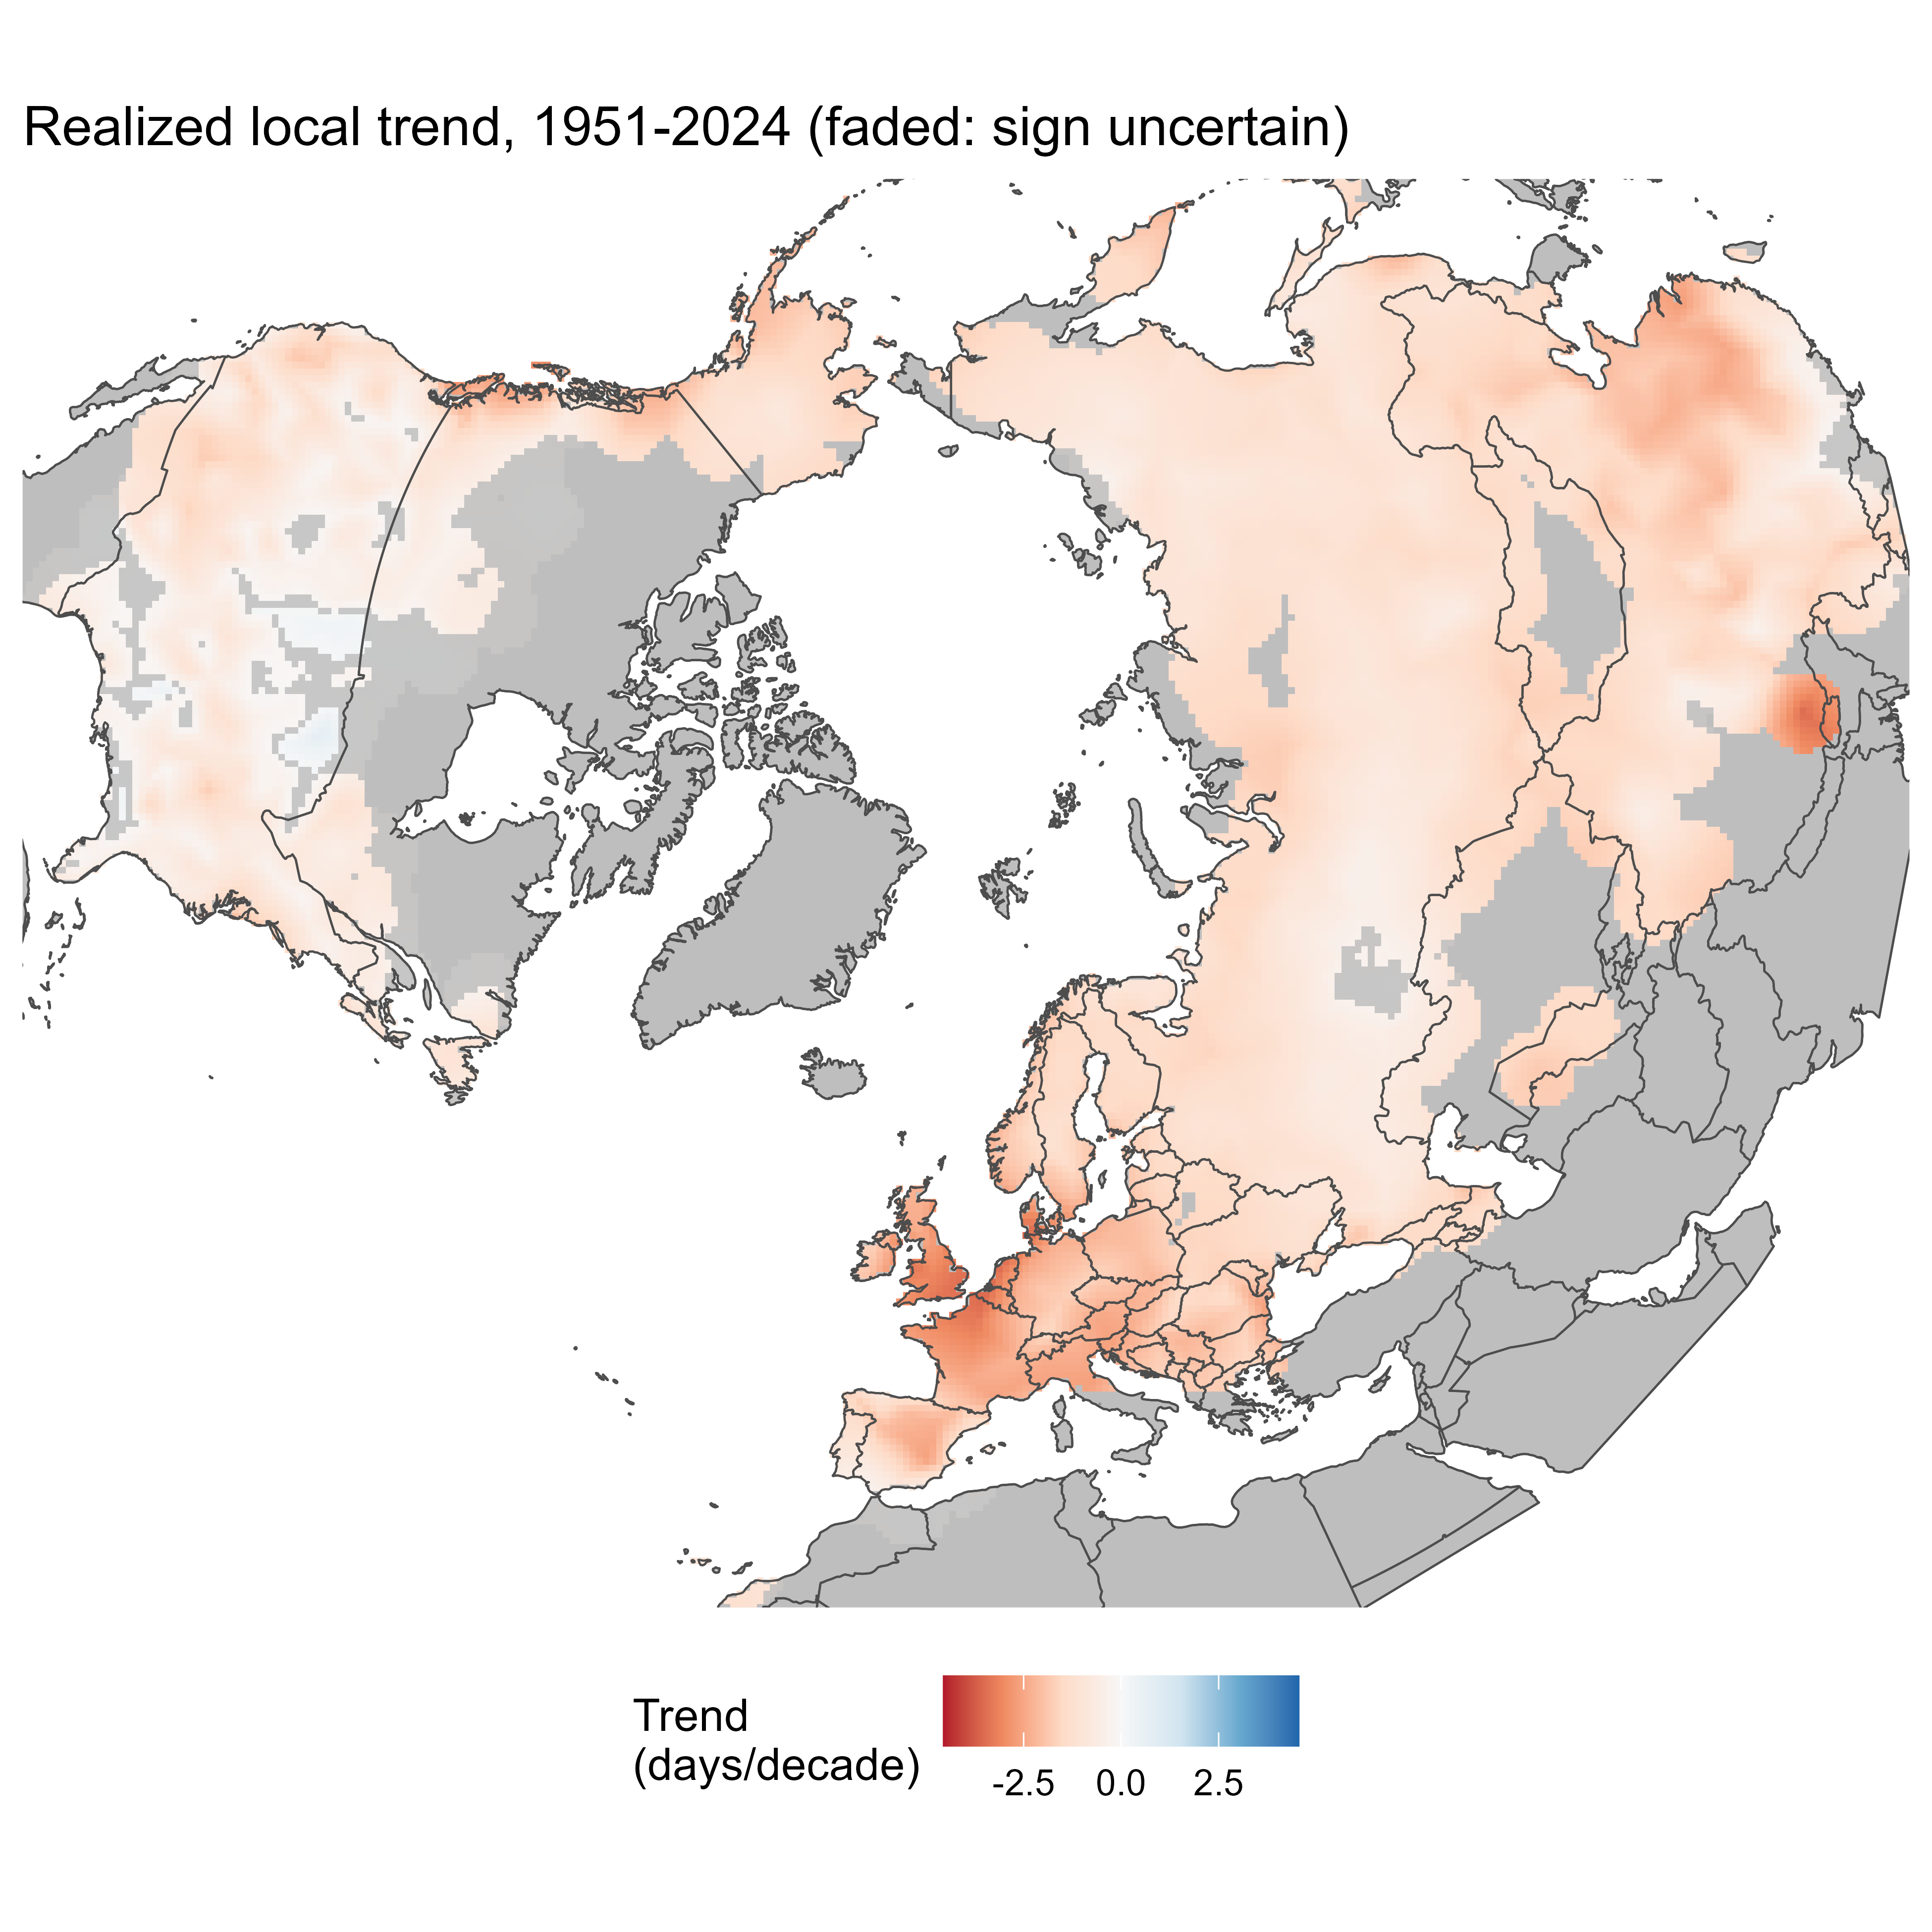 Realized local trend, 1951-2024 (faded: sign uncertain)
Trend
(days/decade)
-2.5 0.0 2.5